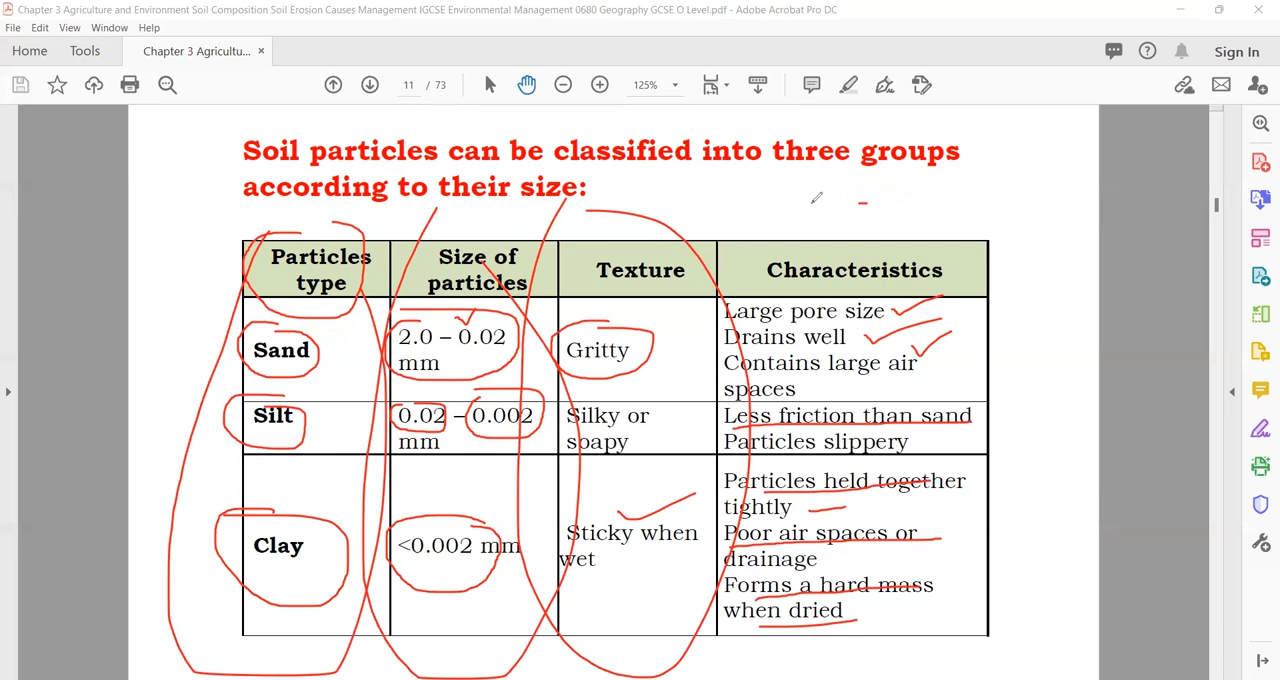 Chapter 3 Agriculture and Environment Soil Composition Soil Erosion Causes Management IGCSE Environmental Management 0680 Geography GCSE O Level.pdf - Adobe Acrobat Pro DC
File Edit View Window Help
Home Tools Chapter 3 Agricultu... × Sign In
11 / 73 125%
Soil particles can be classified into three groups
according to their size:
Particles
type
Size of
particles
Texture
Characteristics
Sand
2.0 – 0.02
mm
Gritty
Large pore size
Drains well
Contains large air
spaces
Silt
0.02 – 0.002
mm
Silky or
soapy
Less friction than sand
Particles slippery
Clay
<0.002 mm
Sticky when
wet
Particles held together
tightly
Poor air spaces or
drainage
Forms a hard mass
when dried